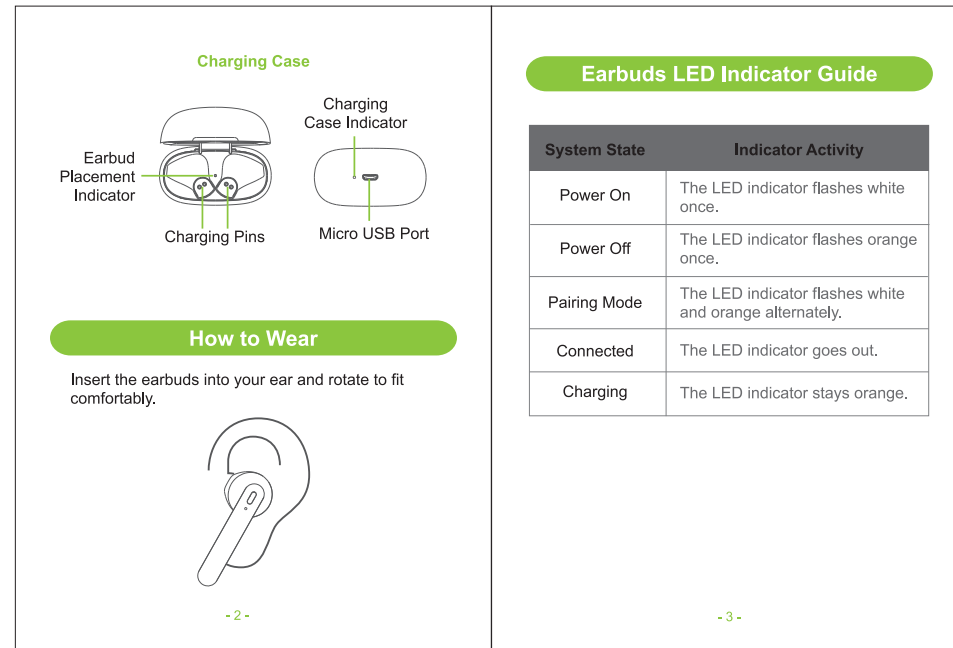 Charging Case
Charging
Case Indicator
Earbud
Placement
Indicator
Charging Pins
Micro USB Port
How to Wear
Insert the earbuds into your ear and rotate to fit
comfortably.
- 2 -
Earbuds LED Indicator Guide
System State Indicator Activity
Power On The LED indicator flashes white
once.
Power Off The LED indicator flashes orange
once.
Pairing Mode The LED indicator flashes white
and orange alternately.
Connected The LED indicator goes out.
Charging The LED indicator stays orange.
- 3 -